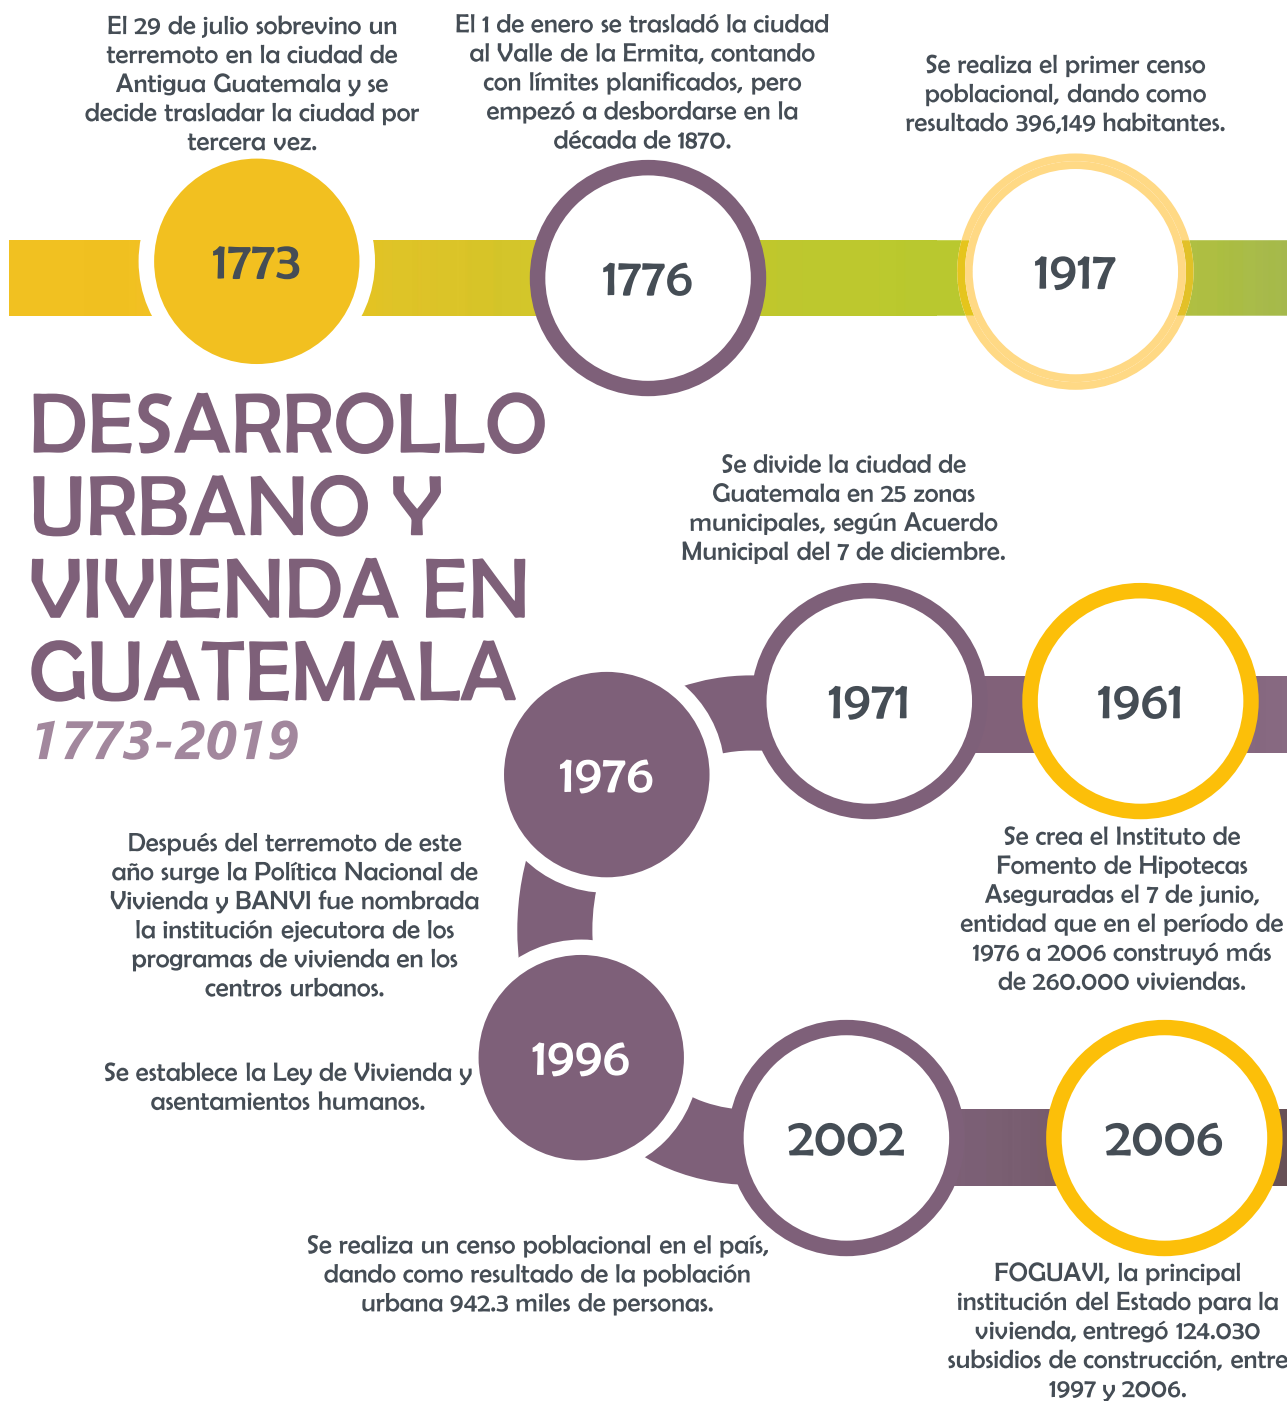 El 29 de julio sobrevino un
terremoto en la ciudad de
Antigua Guatemala y se
decide trasladar la ciudad por
tercera vez.
1773
El 1 de enero se trasladó la ciudad
al Valle de la Ermita, contando
con límites planificados, pero
empezó a desbordarse en la
década de 1870.
1776
Se realiza el primer censo
poblacional, dando como
resultado 396,149 habitantes.
1917
DESARROLLO
URBANO Y
VIVIENDA EN
GUATEMALA
1773-2019
1961
Se crea el Instituto de
Fomento de Hipotecas
Aseguradas el 7 de junio,
entidad que en el período de
1976 a 2006 construyó más
de 260.000 viviendas.
Se divide la ciudad de
Guatemala en 25 zonas
municipales, según Acuerdo
Municipal del 7 de diciembre.
1971
1976
Después del terremoto de este
año surge la Política Nacional de
Vivienda y BANVI fue nombrada
la institución ejecutora de los
programas de vivienda en los
centros urbanos.
1996
Se establece la Ley de Vivienda y
asentamientos humanos.
2002
Se realiza un censo poblacional en el país,
dando como resultado de la población
urbana 942.3 miles de personas.
2006
FOGUAVI, la principal
institución del Estado para la
vivienda, entregó 124.030
subsidios de construcción, entre
1997 y 2006.